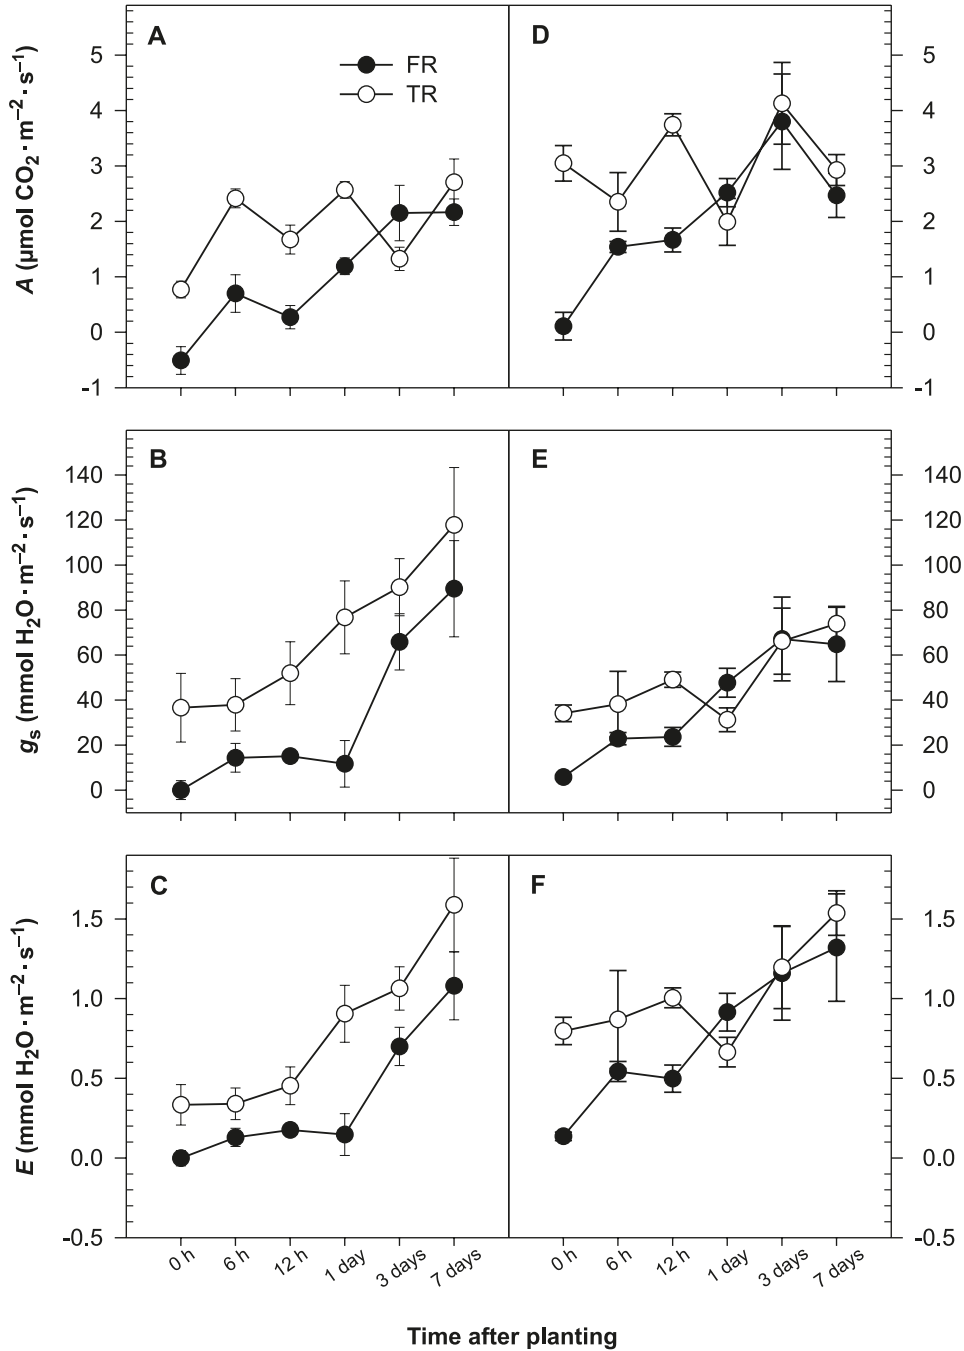 A
D
FR
TR
5
4
3
2
1
0
-1
A (µmol CO₂ · m⁻² · s⁻¹)
5
4
3
2
1
0
-1
B
E
140
120
100
80
60
40
20
0
gₛ (mmol H₂O · m⁻² · s⁻¹)
140
120
100
80
60
40
20
0
C
F
1.5
1.0
0.5
0.0
-0.5
E (mmol H₂O · m⁻² · s⁻¹)
1.5
1.0
0.5
0.0
-0.5
0 h 6 h 12 h 1 day 3 days 7 days
0 h 6 h 12 h 1 day 3 days 7 days
Time after planting